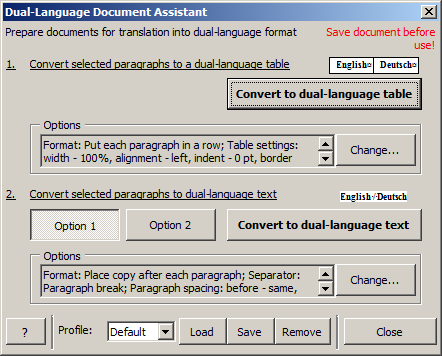 Dual-Language Document Assistant
Prepare documents for translation into dual-language format
Save document before use!
1. Convert selected paragraphs to a dual-language table
English¤ Deutsch¤
Convert to dual-language table
Options
Format: Put each paragraph in a row; Table settings:
width - 100%, alignment - left, indent - 0 pt, border
Change...
2. Convert selected paragraphs to dual-language text
English·/·Deutsch
Option 1 Option 2 Convert to dual-language text
Options
Format: Place copy after each paragraph; Separator:
Paragraph break; Paragraph spacing: before - same,
Change...
? Profile: Default Load Save Remove Close